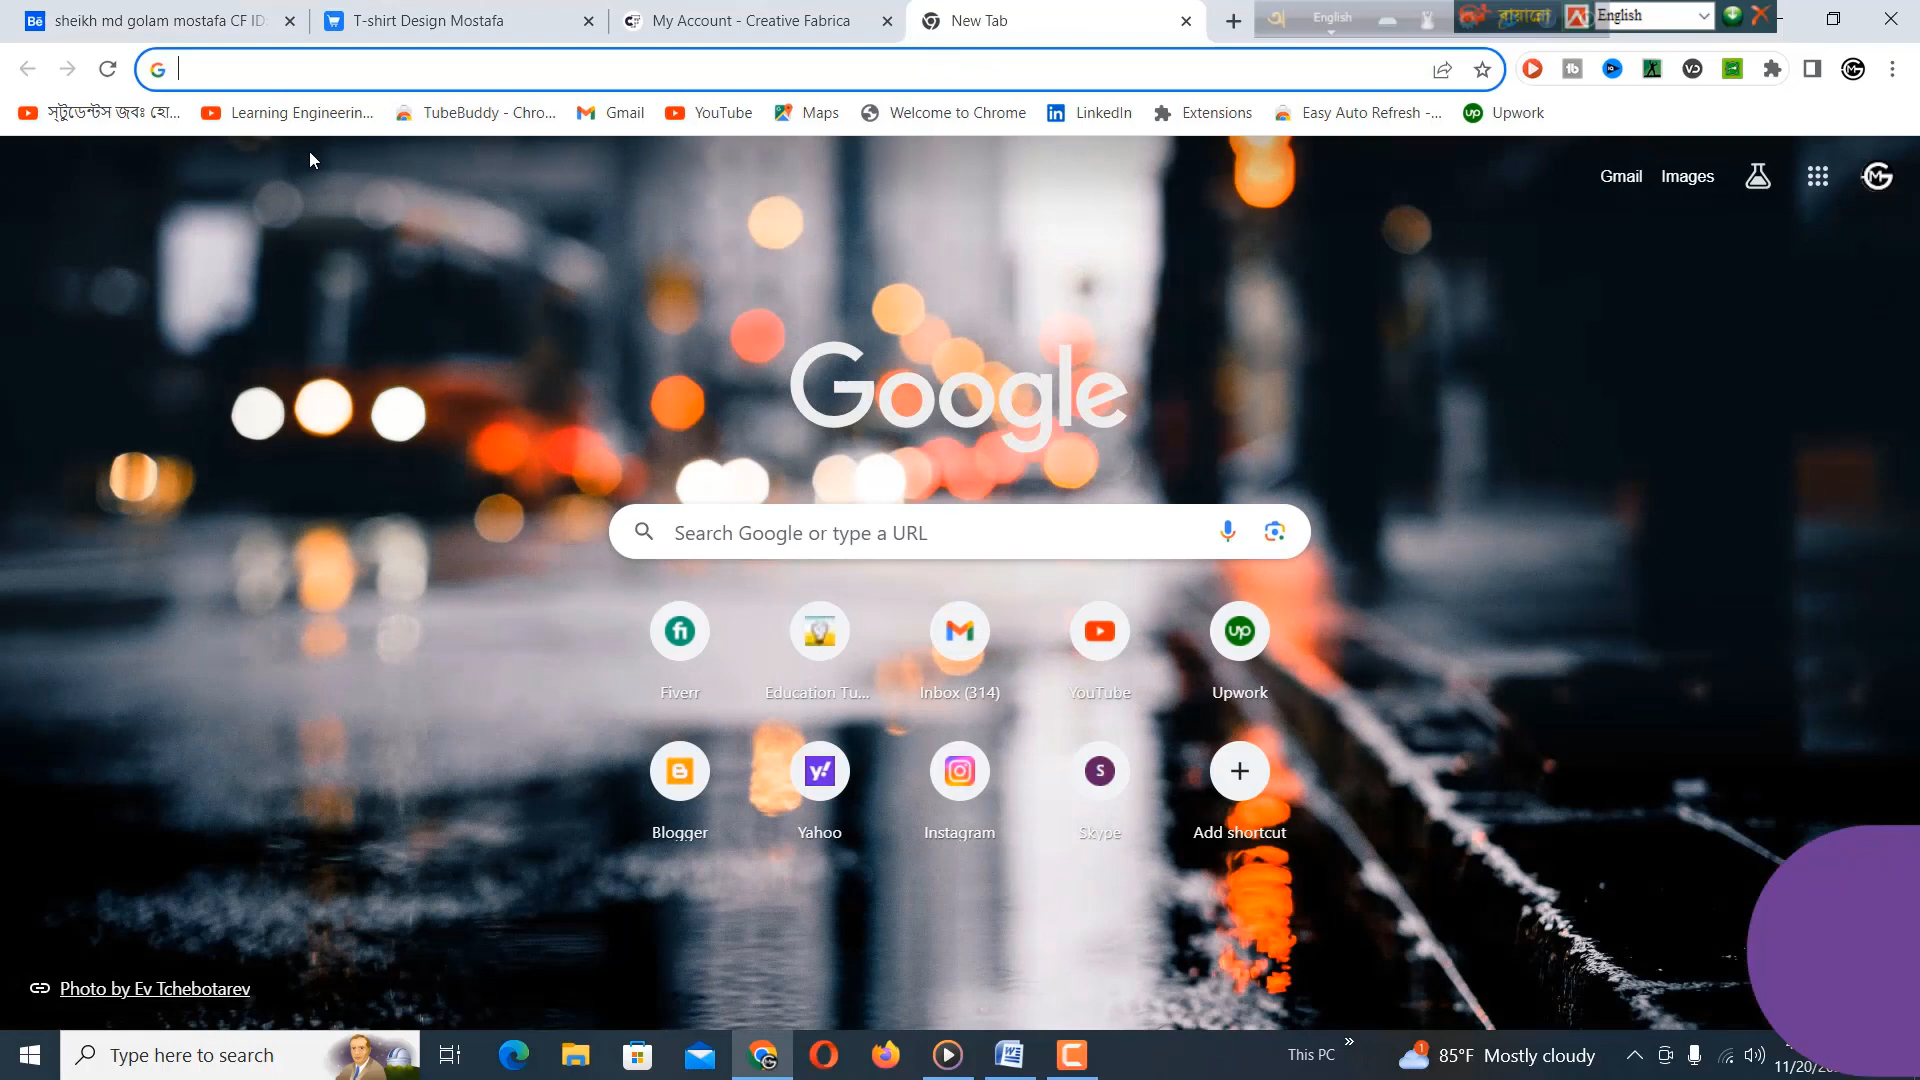 sheikh md golam mostafa CF ID:
T-shirt Design Mostafa
My Account - Creative Fabrica
New Tab
English
English
স্টুডেন্টস জবঃ হো...
Learning Engineerin...
TubeBuddy - Chro...
Gmail
YouTube
Maps
Welcome to Chrome
LinkedIn
Extensions
Easy Auto Refresh -...
Upwork
Gmail
Images
Google
Search Google or type a URL
Fiverr
Education Tu...
Inbox (314)
YouTube
Upwork
Blogger
Yahoo
Instagram
Skype
Add shortcut
Photo by Ev Tchebotarev
Type here to search
This PC
85°F Mostly cloudy